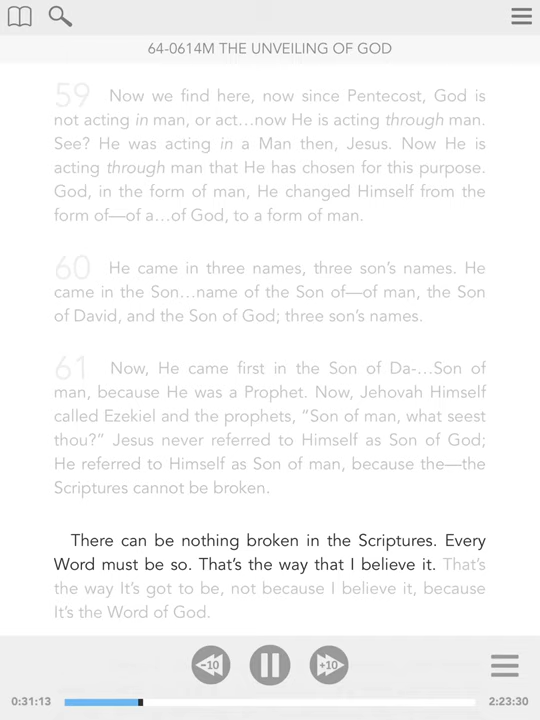 64-0614M THE UNVEILING OF GOD
59 Now we find here, now since Pentecost, God is
not acting in man, or act…now He is acting through man.
See? He was acting in a Man then, Jesus. Now He is
acting through man that He has chosen for this purpose.
God, in the form of man, He changed Himself from the
form of—of a…of God, to a form of man.
60 He came in three names, three son’s names. He
came in the Son…name of the Son of—of man, the Son
of David, and the Son of God; three son’s names.
61 Now, He came first in the Son of Da-…Son of
man, because He was a Prophet. Now, Jehovah Himself
called Ezekiel and the prophets, “Son of man, what seest
thou?” Jesus never referred to Himself as Son of God;
He referred to Himself as Son of man, because the—the
Scriptures cannot be broken.
There can be nothing broken in the Scriptures. Every
Word must be so. That’s the way that I believe it. That’s
the way It’s got to be, not because I believe it, because
It’s the Word of God.
-10
+10
0:31:13
2:23:30